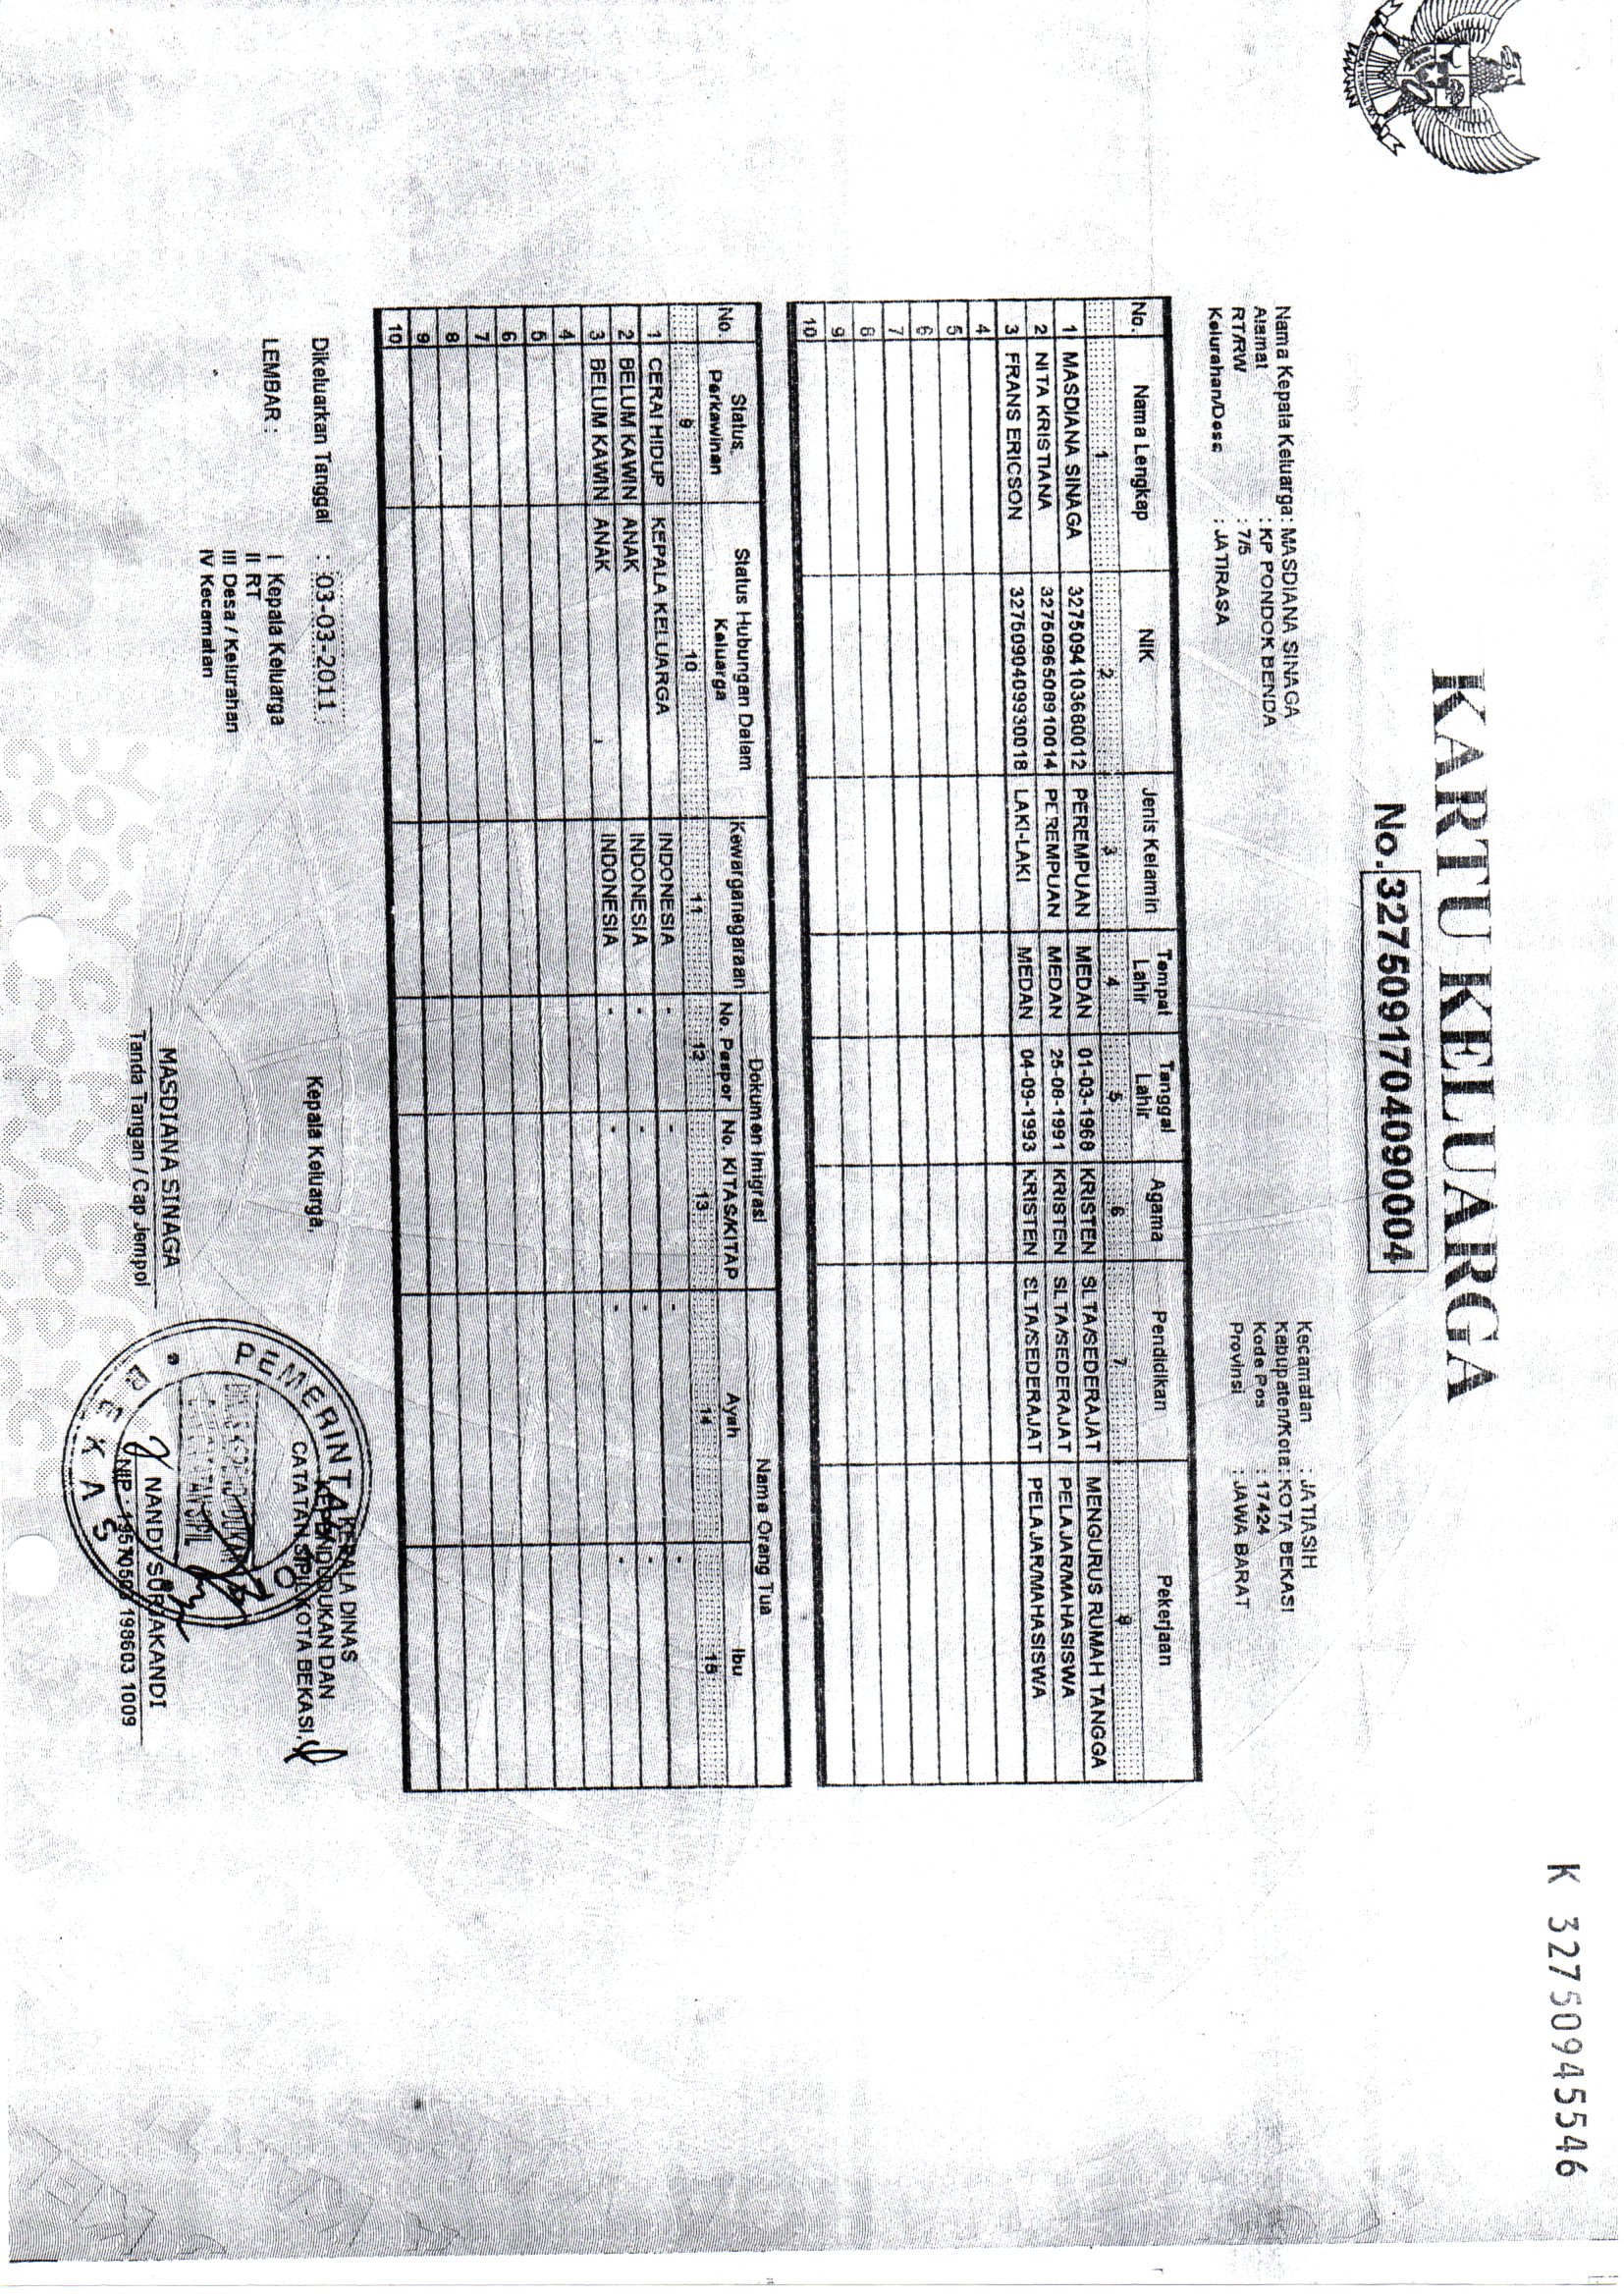 K 32750945546
BHINNEKA TUNGGAL IKA
KARTU KELUARGA
No. 3275091704090004
Nama Kepala Keluarga : MASDIANA SINAGA
Alamat : KP PONDOK BENDA
RT/RW : 7/5
Kelurahan/Desa : JATIRASA
Kecamatan : JATIASIH
Kabupaten/Kota : KOTA BEKASI
Kode Pos : 17424
Provinsi : JAWA BARAT
No. Nama Lengkap NIK Jenis Kelamin Tempat Lahir Tanggal Lahir Agama Pendidikan Pekerjaan
1 2 3 4 5 6 7 8
1 MASDIANA SINAGA 3275094103680012 PEREMPUAN MEDAN 01-03-1968 KRISTEN SLTA/SEDERAJAT MENGURUS RUMAH TANGGA
2 NITA KRISTIANA 3275096508910014 PEREMPUAN MEDAN 25-08-1991 KRISTEN SLTA/SEDERAJAT PELAJAR/MAHASISWA
3 FRANS ERICSON 3275090409930018 LAKI-LAKI MEDAN 04-09-1993 KRISTEN SLTA/SEDERAJAT PELAJAR/MAHASISWA
4
5
6
7
8
9
10
No. Status Perkawinan Status Hubungan Dalam Keluarga Kewarganegaraan Dokumen Imigrasi Nama Orang Tua
No. Paspor No. KITAS/KITAP Ayah Ibu
9 10 11 12 13 14 15
1 CERAI HIDUP KEPALA KELUARGA INDONESIA - - - -
2 BELUM KAWIN ANAK INDONESIA - - - -
3 BELUM KAWIN ANAK INDONESIA - - - -
4
5
6
7
8
9
10
Dikeluarkan Tanggal : 03-03-2011
LEMBAR : I Kepala Keluarga
II RT
III Desa / Kelurahan
IV Kecamatan
Kepala Keluarga,
MASDIANA SINAGA
Tanda Tangan / Cap Jempol
KEPALA DINAS
KEPENDUDUKAN DAN
CATATAN SIPIL KOTA BEKASI,
PEMERINTAH KOTA
DINAS KEPENDUDUKAN
DAN CATATAN SIPIL
BEKASI
NANDI SURJAKANDI
NIP : 19570503 198603 1009
COPY COPY